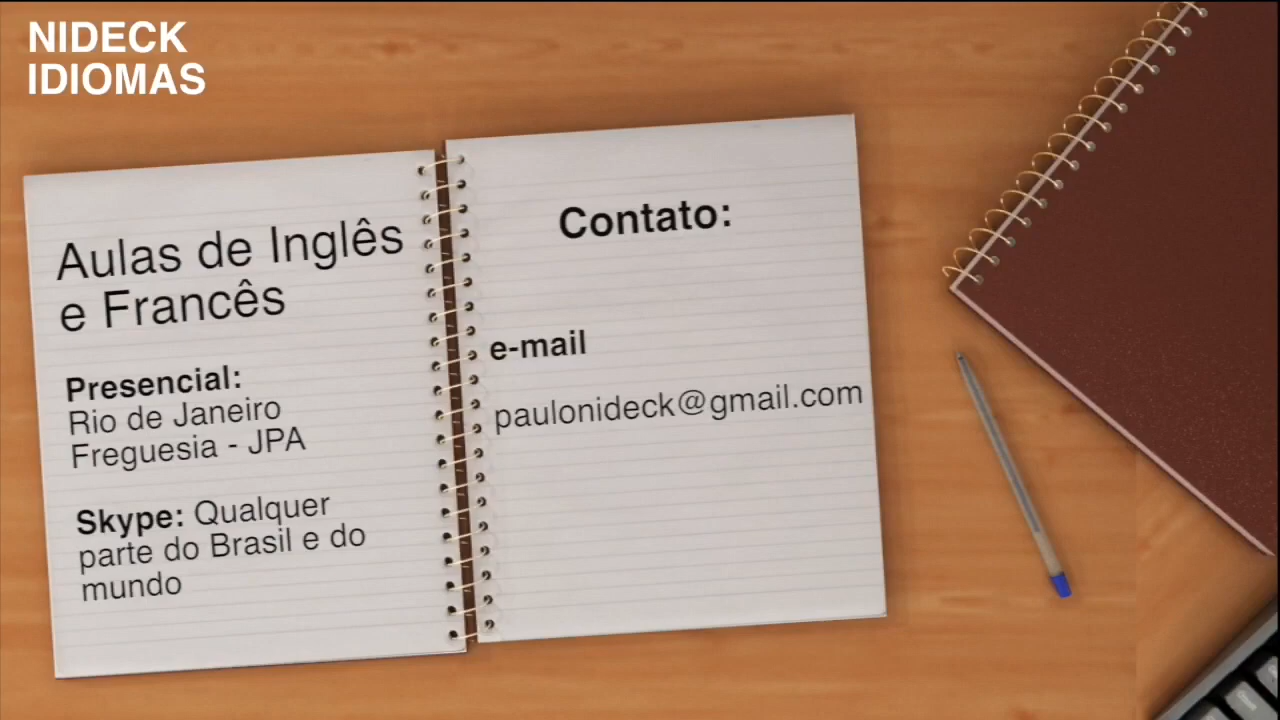 NIDECK
IDIOMAS
Aulas de Inglês
e Francês
Presencial:
Rio de Janeiro
Freguesia - JPA
Skype: Qualquer
parte do Brasil e do
mundo
Contato:
e-mail
paulonideck@gmail.com